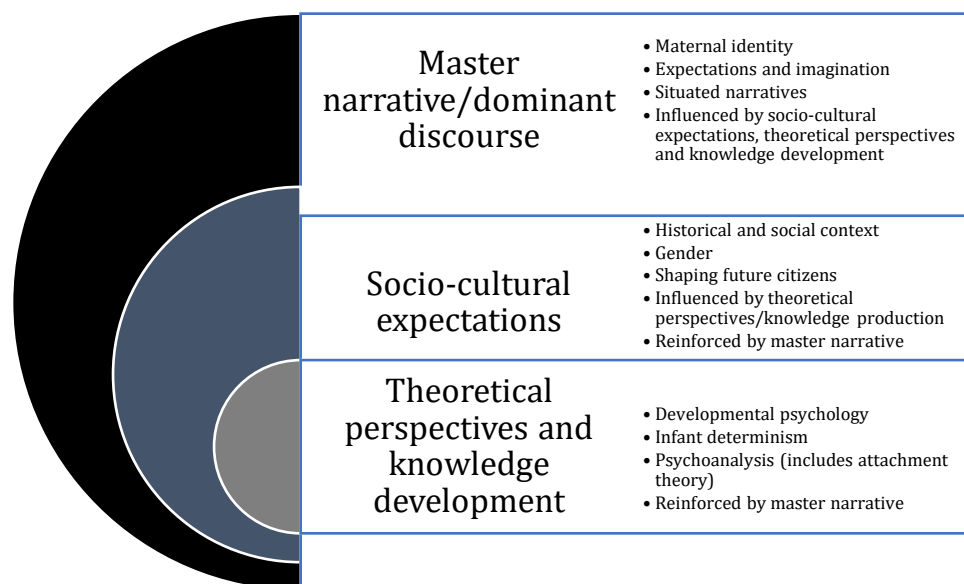 Master
narrative/dominant
discourse
• Maternal identity
• Expectations and imagination
• Situated narratives
• Influenced by socio-cultural
expectations, theoretical perspectives
and knowledge development
Socio-cultural
expectations
• Historical and social context
• Gender
• Shaping future citizens
• Influenced by theoretical
perspectives/knowledge production
• Reinforced by master narrative
Theoretical
perspectives and
knowledge
development
• Developmental psychology
• Infant determinism
• Psychoanalysis (includes attachment
theory)
• Reinforced by master narrative